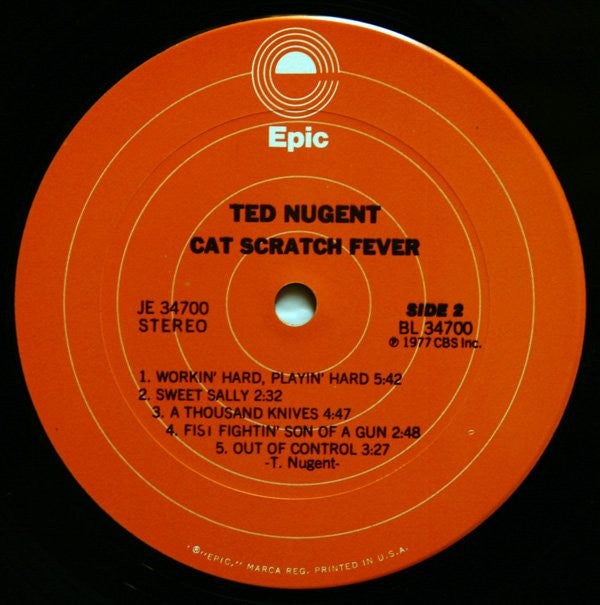 Epic
TED NUGENT
CAT SCRATCH FEVER
JE 34700
STEREO
SIDE 2
BL 34700
℗ 1977 CBS Inc.
1. WORKIN' HARD, PLAYIN' HARD 5:42
2. SWEET SALLY 2:32
3. A THOUSAND KNIVES 4:47
4. FIST FIGHTIN' SON OF A GUN 2:48
5. OUT OF CONTROL 3:27
-T. Nugent-
®"EPIC," MARCA REG. PRINTED IN U.S.A.